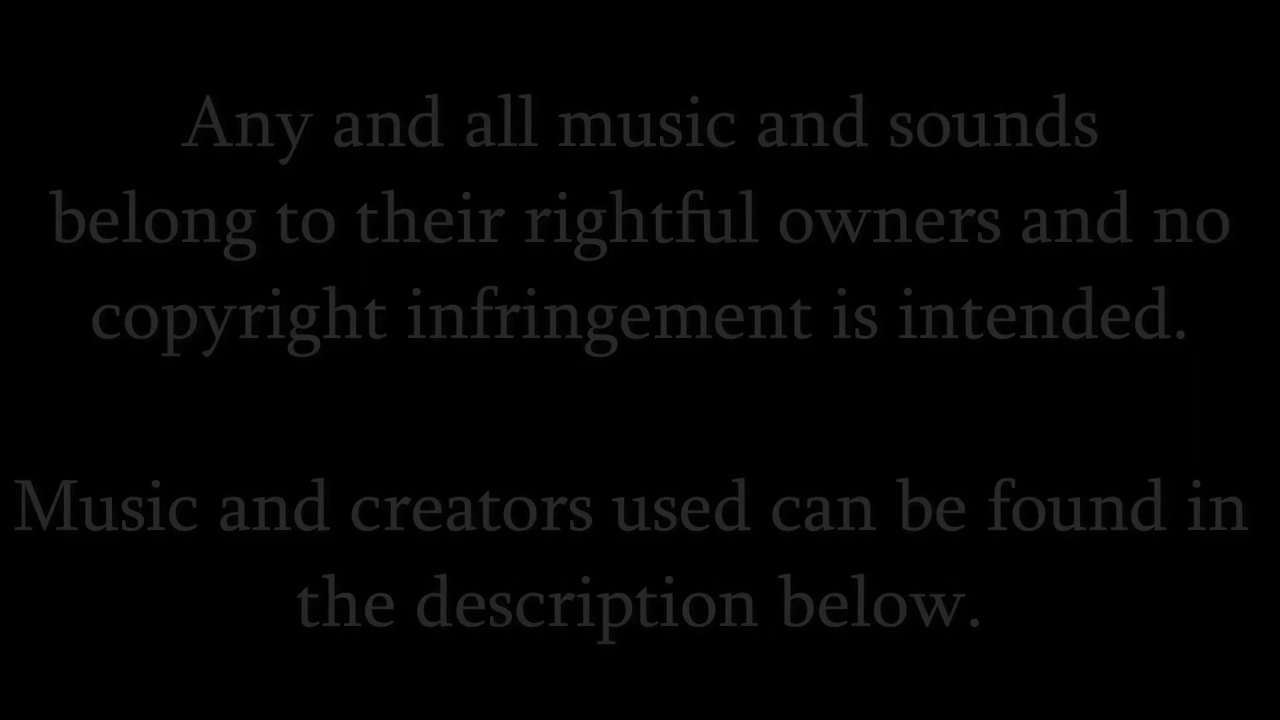 Any and all music and sounds
belong to their rightful owners and no
copyright infringement is intended.
Music and creators used can be found in
the description below.